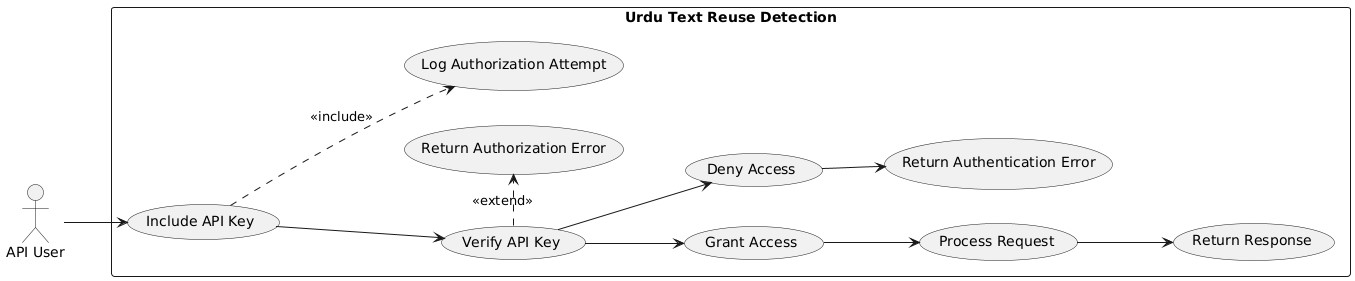 Urdu Text Reuse Detection
Log Authorization Attempt
«include»
Return Authorization Error
Return Authentication Error
Deny Access
«extend»
Include API Key
Verify API Key
Grant Access
Process Request
Return Response
API User